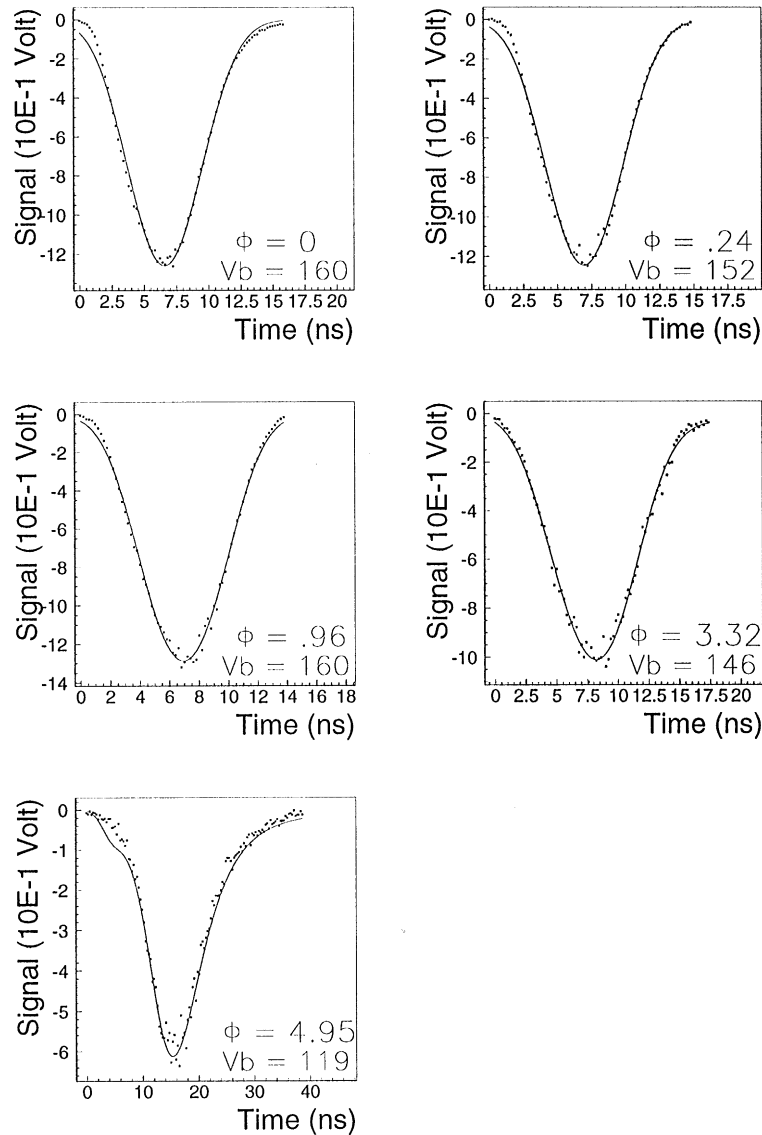 Signal (10E-1 Volt)
0
-2
-4
-6
-8
-10
-12
ϕ = 0
Vb = 160
0 2.5 5 7.5 10 12.5 15 17.5 20
Time (ns)
Signal (10E-1 Volt)
0
-2
-4
-6
-8
-10
-12
ϕ = .24
Vb = 152
0 2.5 5 7.5 10 12.5 15 17.5
Time (ns)
Signal (10E-1 Volt)
0
-2
-4
-6
-8
-10
-12
-14
ϕ = .96
Vb = 160
0 2 4 6 8 10 12 14 16 18
Time (ns)
Signal (10E-1 Volt)
0
-2
-4
-6
-8
-10
ϕ = 3.32
Vb = 146
0 2.5 5 7.5 10 12.5 15 17.5 20
Time (ns)
Signal (10E-1 Volt)
0
-1
-2
-3
-4
-5
-6
ϕ = 4.95
Vb = 119
0 10 20 30 40
Time (ns)